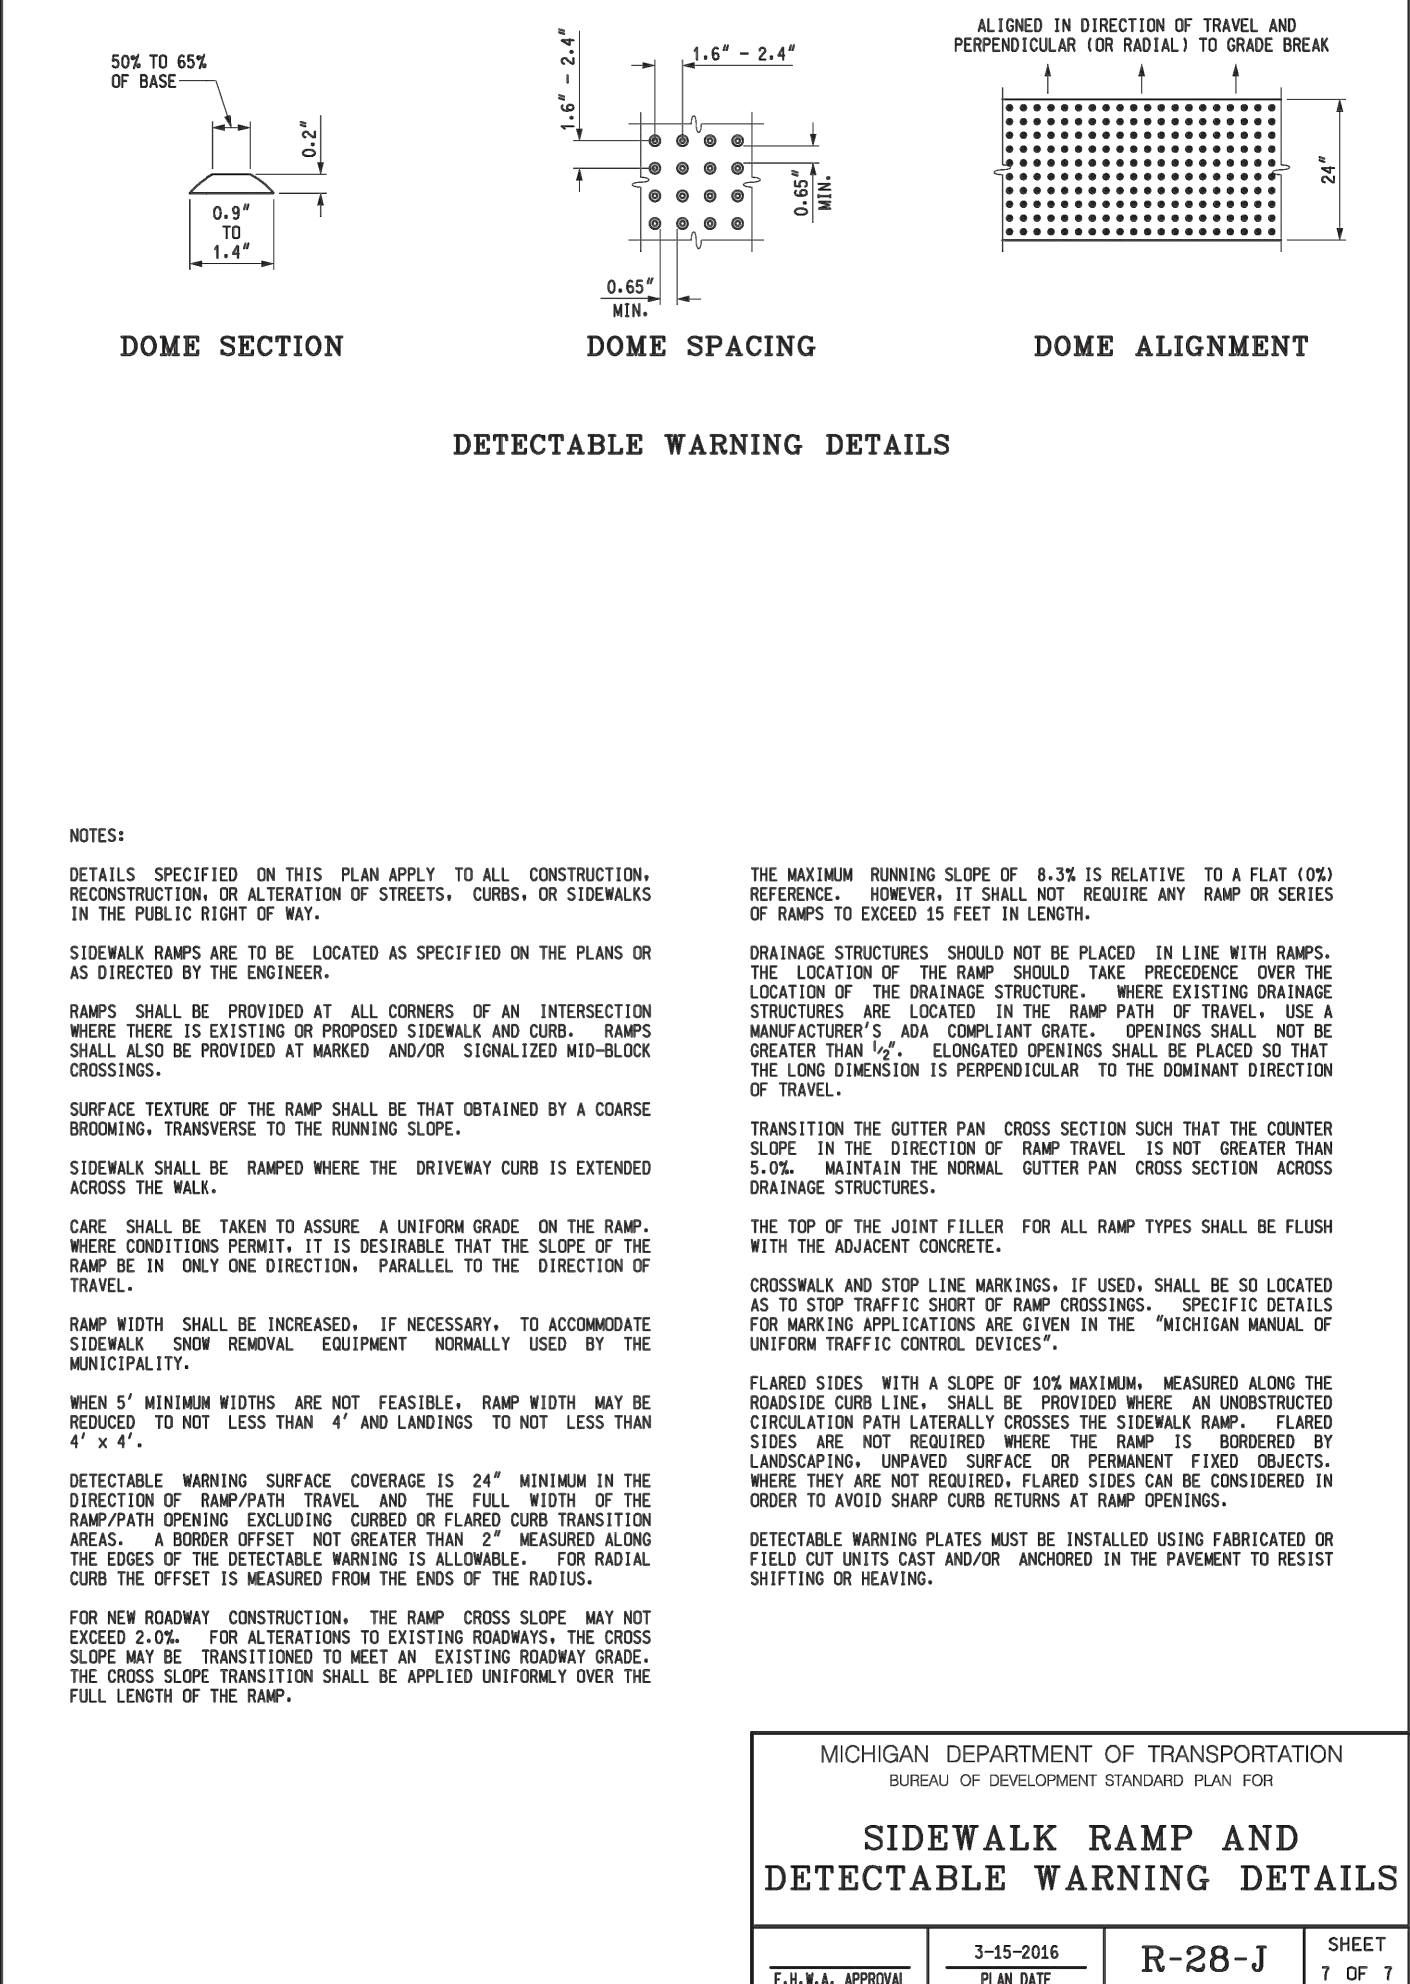 50% TO 65%
OF BASE
0.2"
0.9"
TO
1.4"
DOME SECTION
1.6" - 2.4"
1.6" - 2.4"
0.65"
MIN.
0.65"
MIN.
DOME SPACING
ALIGNED IN DIRECTION OF TRAVEL AND
PERPENDICULAR (OR RADIAL) TO GRADE BREAK
24"
DOME ALIGNMENT
DETECTABLE WARNING DETAILS
NOTES:
DETAILS SPECIFIED ON THIS PLAN APPLY TO ALL CONSTRUCTION,
RECONSTRUCTION, OR ALTERATION OF STREETS, CURBS, OR SIDEWALKS
IN THE PUBLIC RIGHT OF WAY.
SIDEWALK RAMPS ARE TO BE LOCATED AS SPECIFIED ON THE PLANS OR
AS DIRECTED BY THE ENGINEER.
RAMPS SHALL BE PROVIDED AT ALL CORNERS OF AN INTERSECTION
WHERE THERE IS EXISTING OR PROPOSED SIDEWALK AND CURB. RAMPS
SHALL ALSO BE PROVIDED AT MARKED AND/OR SIGNALIZED MID-BLOCK
CROSSINGS.
SURFACE TEXTURE OF THE RAMP SHALL BE THAT OBTAINED BY A COARSE
BROOMING, TRANSVERSE TO THE RUNNING SLOPE.
SIDEWALK SHALL BE RAMPED WHERE THE DRIVEWAY CURB IS EXTENDED
ACROSS THE WALK.
CARE SHALL BE TAKEN TO ASSURE A UNIFORM GRADE ON THE RAMP.
WHERE CONDITIONS PERMIT, IT IS DESIRABLE THAT THE SLOPE OF THE
RAMP BE IN ONLY ONE DIRECTION, PARALLEL TO THE DIRECTION OF
TRAVEL.
RAMP WIDTH SHALL BE INCREASED, IF NECESSARY, TO ACCOMMODATE
SIDEWALK SNOW REMOVAL EQUIPMENT NORMALLY USED BY THE
MUNICIPALITY.
WHEN 5' MINIMUM WIDTHS ARE NOT FEASIBLE, RAMP WIDTH MAY BE
REDUCED TO NOT LESS THAN 4' AND LANDINGS TO NOT LESS THAN
4' x 4'.
DETECTABLE WARNING SURFACE COVERAGE IS 24" MINIMUM IN THE
DIRECTION OF RAMP/PATH TRAVEL AND THE FULL WIDTH OF THE
RAMP/PATH OPENING EXCLUDING CURBED OR FLARED CURB TRANSITION
AREAS. A BORDER OFFSET NOT GREATER THAN 2" MEASURED ALONG
THE EDGES OF THE DETECTABLE WARNING IS ALLOWABLE. FOR RADIAL
CURB THE OFFSET IS MEASURED FROM THE ENDS OF THE RADIUS.
FOR NEW ROADWAY CONSTRUCTION, THE RAMP CROSS SLOPE MAY NOT
EXCEED 2.0%. FOR ALTERATIONS TO EXISTING ROADWAYS, THE CROSS
SLOPE MAY BE TRANSITIONED TO MEET AN EXISTING ROADWAY GRADE.
THE CROSS SLOPE TRANSITION SHALL BE APPLIED UNIFORMLY OVER THE
FULL LENGTH OF THE RAMP.
THE MAXIMUM RUNNING SLOPE OF 8.3% IS RELATIVE TO A FLAT (0%)
REFERENCE. HOWEVER, IT SHALL NOT REQUIRE ANY RAMP OR SERIES
OF RAMPS TO EXCEED 15 FEET IN LENGTH.
DRAINAGE STRUCTURES SHOULD NOT BE PLACED IN LINE WITH RAMPS.
THE LOCATION OF THE RAMP SHOULD TAKE PRECEDENCE OVER THE
LOCATION OF THE DRAINAGE STRUCTURE. WHERE EXISTING DRAINAGE
STRUCTURES ARE LOCATED IN THE RAMP PATH OF TRAVEL, USE A
MANUFACTURER'S ADA COMPLIANT GRATE. OPENINGS SHALL NOT BE
GREATER THAN 1/2". ELONGATED OPENINGS SHALL BE PLACED SO THAT
THE LONG DIMENSION IS PERPENDICULAR TO THE DOMINANT DIRECTION
OF TRAVEL.
TRANSITION THE GUTTER PAN CROSS SECTION SUCH THAT THE COUNTER
SLOPE IN THE DIRECTION OF RAMP TRAVEL IS NOT GREATER THAN
5.0%. MAINTAIN THE NORMAL GUTTER PAN CROSS SECTION ACROSS
DRAINAGE STRUCTURES.
THE TOP OF THE JOINT FILLER FOR ALL RAMP TYPES SHALL BE FLUSH
WITH THE ADJACENT CONCRETE.
CROSSWALK AND STOP LINE MARKINGS, IF USED, SHALL BE SO LOCATED
AS TO STOP TRAFFIC SHORT OF RAMP CROSSINGS. SPECIFIC DETAILS
FOR MARKING APPLICATIONS ARE GIVEN IN THE "MICHIGAN MANUAL OF
UNIFORM TRAFFIC CONTROL DEVICES".
FLARED SIDES WITH A SLOPE OF 10% MAXIMUM, MEASURED ALONG THE
ROADSIDE CURB LINE, SHALL BE PROVIDED WHERE AN UNOBSTRUCTED
CIRCULATION PATH LATERALLY CROSSES THE SIDEWALK RAMP. FLARED
SIDES ARE NOT REQUIRED WHERE THE RAMP IS BORDERED BY
LANDSCAPING, UNPAVED SURFACE OR PERMANENT FIXED OBJECTS.
WHERE THEY ARE NOT REQUIRED, FLARED SIDES CAN BE CONSIDERED IN
ORDER TO AVOID SHARP CURB RETURNS AT RAMP OPENINGS.
DETECTABLE WARNING PLATES MUST BE INSTALLED USING FABRICATED OR
FIELD CUT UNITS CAST AND/OR ANCHORED IN THE PAVEMENT TO RESIST
SHIFTING OR HEAVING.
MICHIGAN DEPARTMENT OF TRANSPORTATION
BUREAU OF DEVELOPMENT STANDARD PLAN FOR
SIDEWALK RAMP AND
DETECTABLE WARNING DETAILS
F.H.W.A. APPROVAL
3-15-2016
PLAN DATE
R-28-J
SHEET
7 OF 7